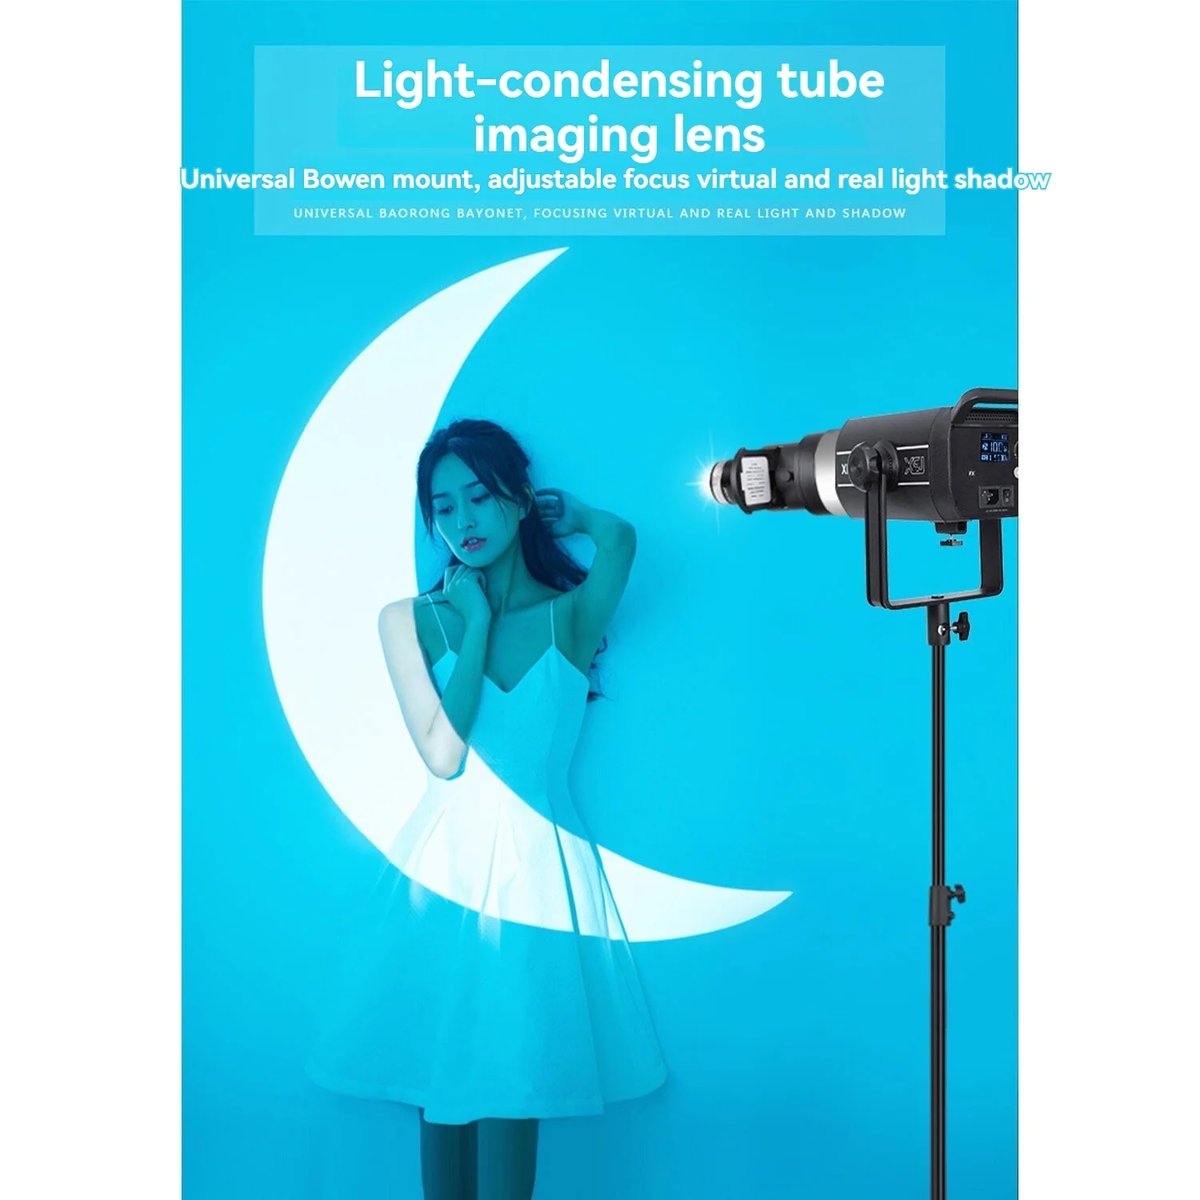 Light-condensing tube
imaging lens
Universal Bowen mount, adjustable focus virtual and real light shadow
UNIVERSAL BAORONG BAYONET, FOCUSING VIRTUAL AND REAL LIGHT AND SHADOW